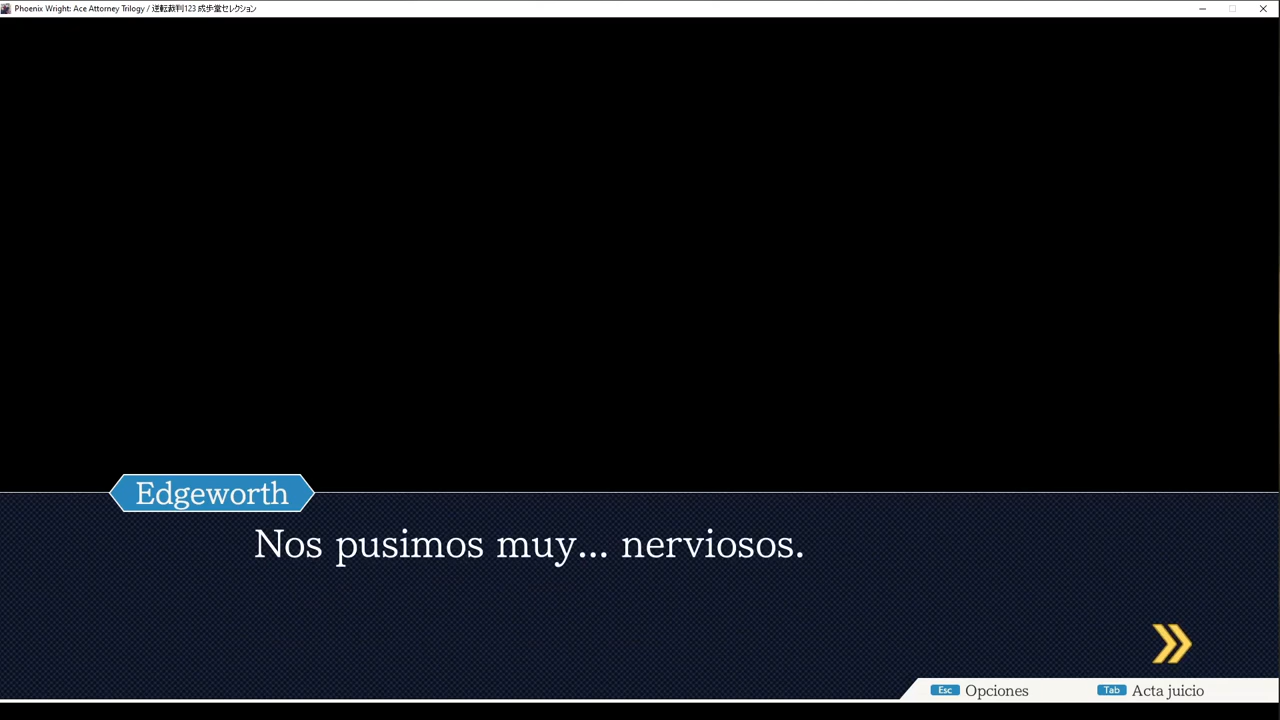 Phoenix Wright: Ace Attorney Trilogy / 逆転裁判123 成歩堂セレクション
Edgeworth
Nos pusimos muy... nerviosos.
Esc Opciones Tab Acta juicio